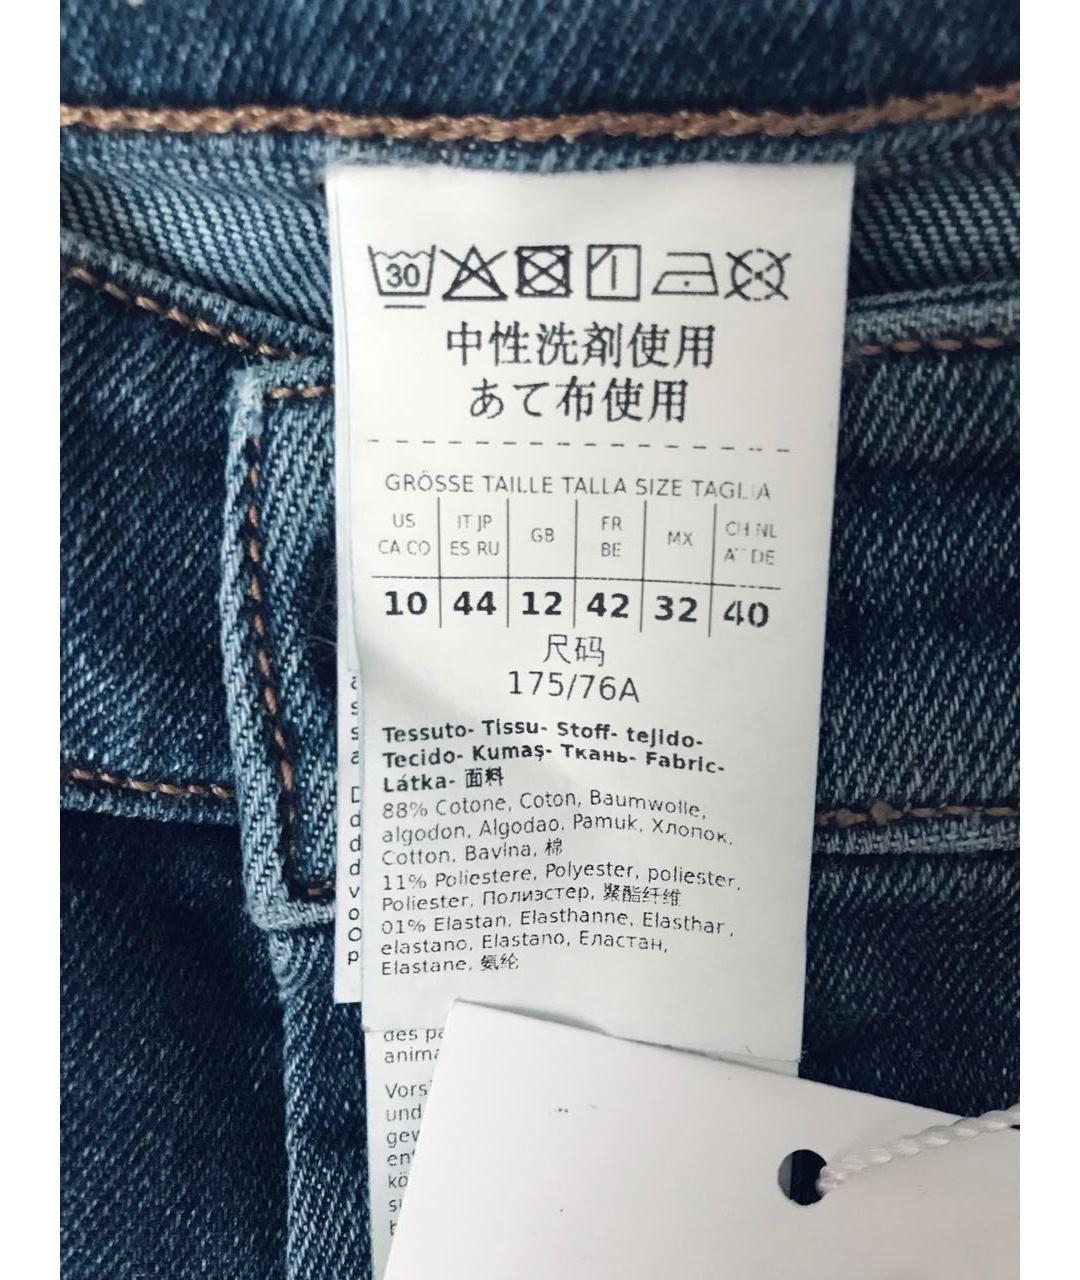 30
中性洗剤使用
あて布使用
GRÖSSE TAILLE TALLA SIZE TAGLIA
US CA CO
IT JP ES RU
GB
FR BE
MX
CH NL AT DE
10 44 12 42 32 40
尺码
175/76A
Tessuto- Tissu- Stoff- tejido-
Tecido- Kumaş- Ткань- Fabric-
Látka- 面料
88% Cotone, Coton, Baumwolle,
algodon, Algodao, Pamuk, Хлопок,
Cotton, Bavlna, 棉
11% Poliestere, Polyester, poliester,
Poliester, Полиэстер, 聚酯纤维
01% Elastan, Elasthanne, Elasthan,
elastano, Elastano, Еластан,
Elastane, 氨纶
des
und